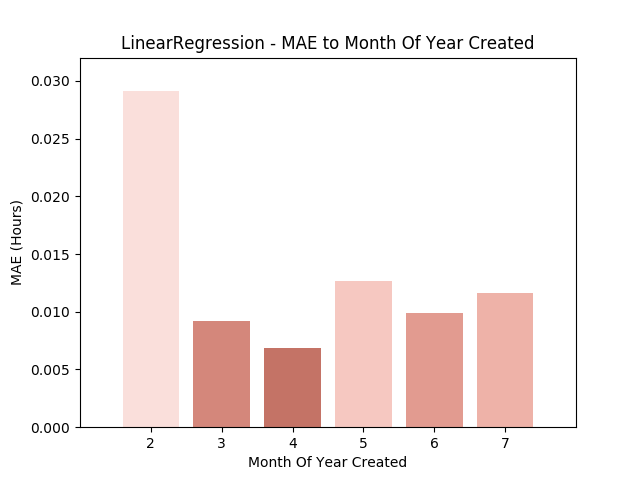 LinearRegression - MAE to Month Of Year Created
0.030
0.025
0.020
0.015
0.010
0.005
0.000
MAE (Hours)
2 3 4 5 6 7
Month Of Year Created